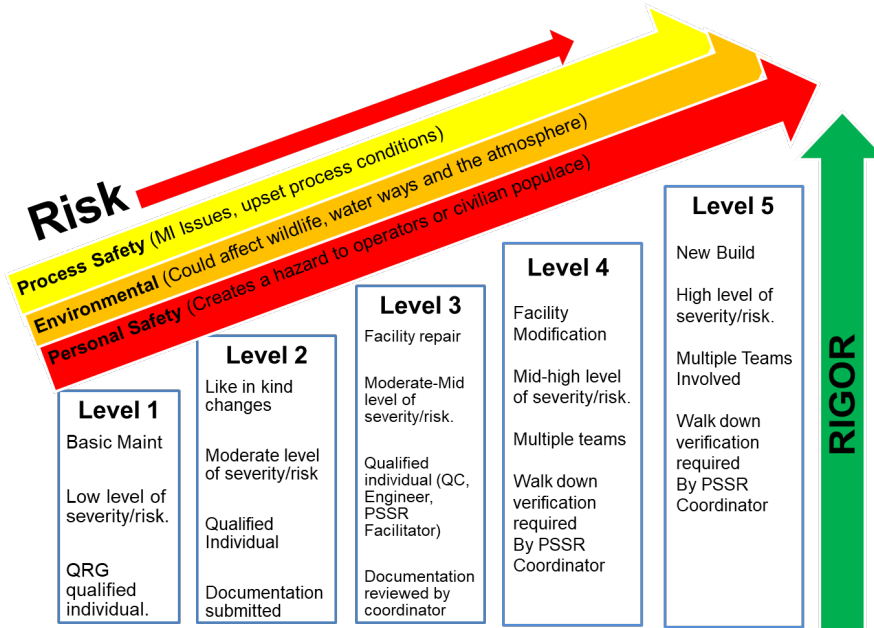 Risk
Process Safety (MI Issues, upset process conditions)
Environmental (Could affect wildlife, water ways and the atmosphere)
Personal Safety (Creates a hazard to operators or civilian populace)
Level 1
Basic Maint
Low level of
severity/risk.
QRG
qualified
individual.
Level 2
Like in kind
changes
Moderate level
of severity/risk
Qualified
Individual
Documentation
submitted
Level 3
Facility repair
Moderate-Mid
level of
severity/risk.
Qualified
individual (QC,
Engineer,
PSSR
Facilitator)
Documentation
reviewed by
coordinator
Level 4
Facility
Modification
Mid-high level
of severity/risk.
Multiple teams
Walk down
verification
required
By PSSR
Coordinator
Level 5
New Build
High level of
severity/risk.
Multiple Teams
Involved
Walk down
verification
required
By PSSR
Coordinator
RIGOR